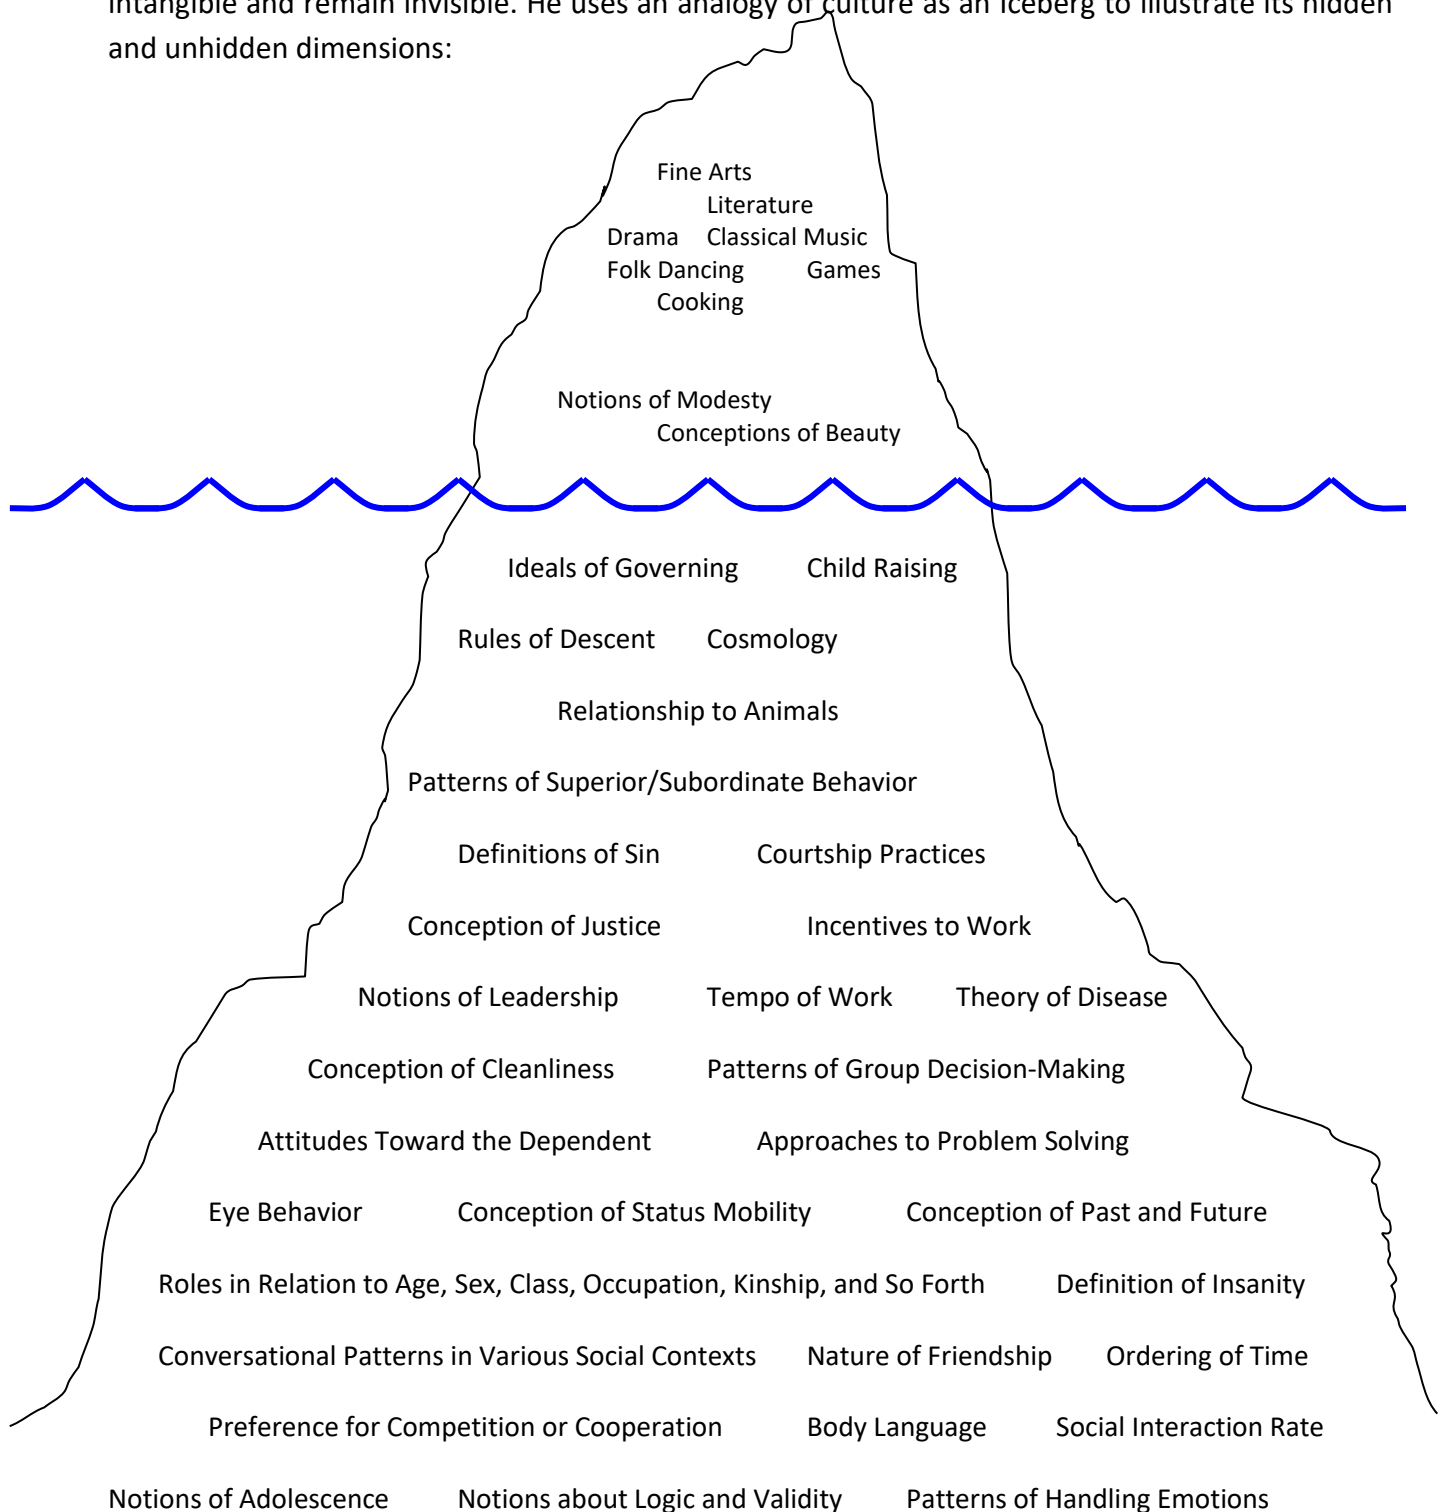 intangible and remain invisible. He uses an analogy of culture as an Iceberg to illustrate its hidden
and unhidden dimensions:
Fine Arts
Literature
Drama Classical Music
Folk Dancing Games
Cooking
Notions of Modesty
Conceptions of Beauty
Ideals of Governing Child Raising
Rules of Descent Cosmology
Relationship to Animals
Patterns of Superior/Subordinate Behavior
Definitions of Sin Courtship Practices
Conception of Justice Incentives to Work
Notions of Leadership Tempo of Work Theory of Disease
Conception of Cleanliness Patterns of Group Decision-Making
Attitudes Toward the Dependent Approaches to Problem Solving
Eye Behavior Conception of Status Mobility Conception of Past and Future
Roles in Relation to Age, Sex, Class, Occupation, Kinship, and So Forth Definition of Insanity
Conversational Patterns in Various Social Contexts Nature of Friendship Ordering of Time
Preference for Competition or Cooperation Body Language Social Interaction Rate
Notions of Adolescence Notions about Logic and Validity Patterns of Handling Emotions